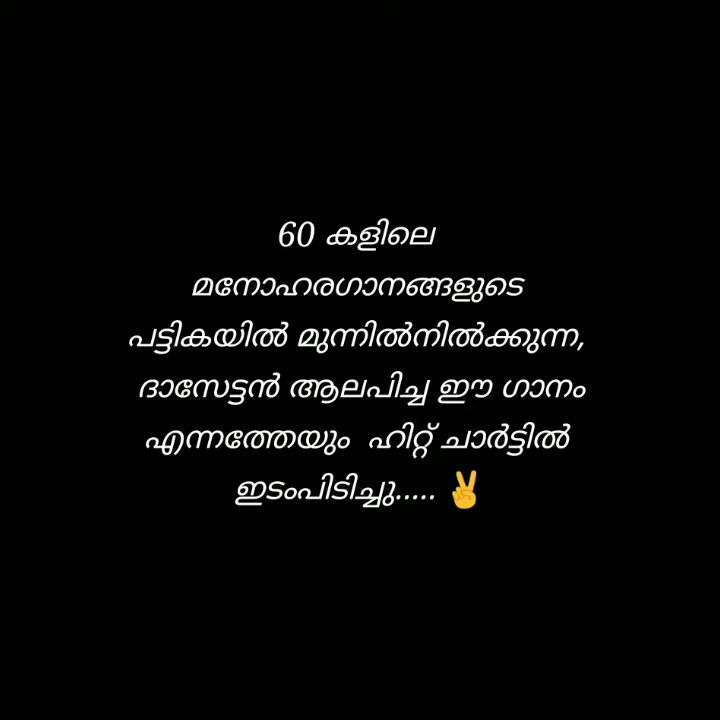 60 കളിലെ
മനോഹരഗാനങ്ങളുടെ
പട്ടികയിൽ മുന്നിൽനിൽക്കുന്ന,
ദാസേട്ടൻ ആലപിച്ച ഈ ഗാനം
എന്നത്തേയും ഹിറ്റ് ചാർട്ടിൽ
ഇടംപിടിച്ചു..... ✌